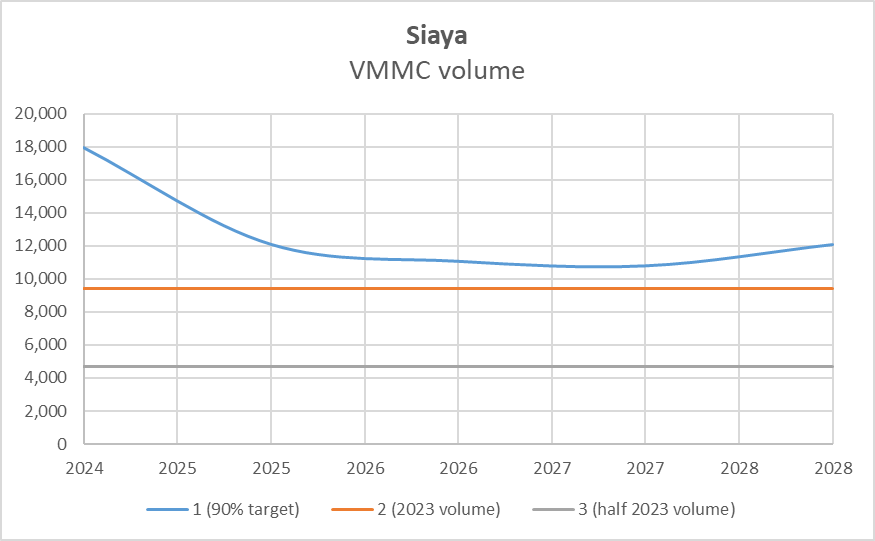 Siaya
VMMC volume
20,000
18,000
16,000
14,000
12,000
10,000
8,000
6,000
4,000
2,000
0
2024 2025 2025 2026 2026 2027 2027 2028 2028
1 (90% target) 2 (2023 volume) 3 (half 2023 volume)